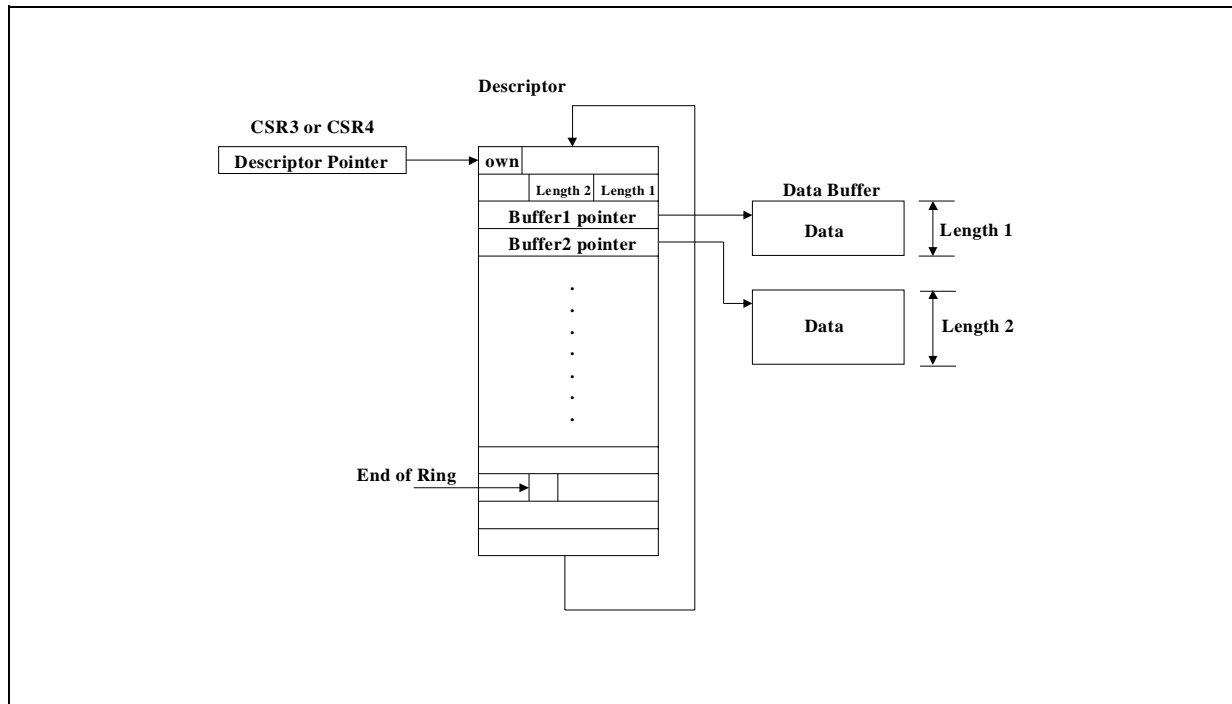 Descriptor
CSR3 or CSR4
Descriptor Pointer
own
Length 2 Length 1
Buffer1 pointer
Buffer2 pointer
Data Buffer
Data
Length 1
Data
Length 2
End of Ring